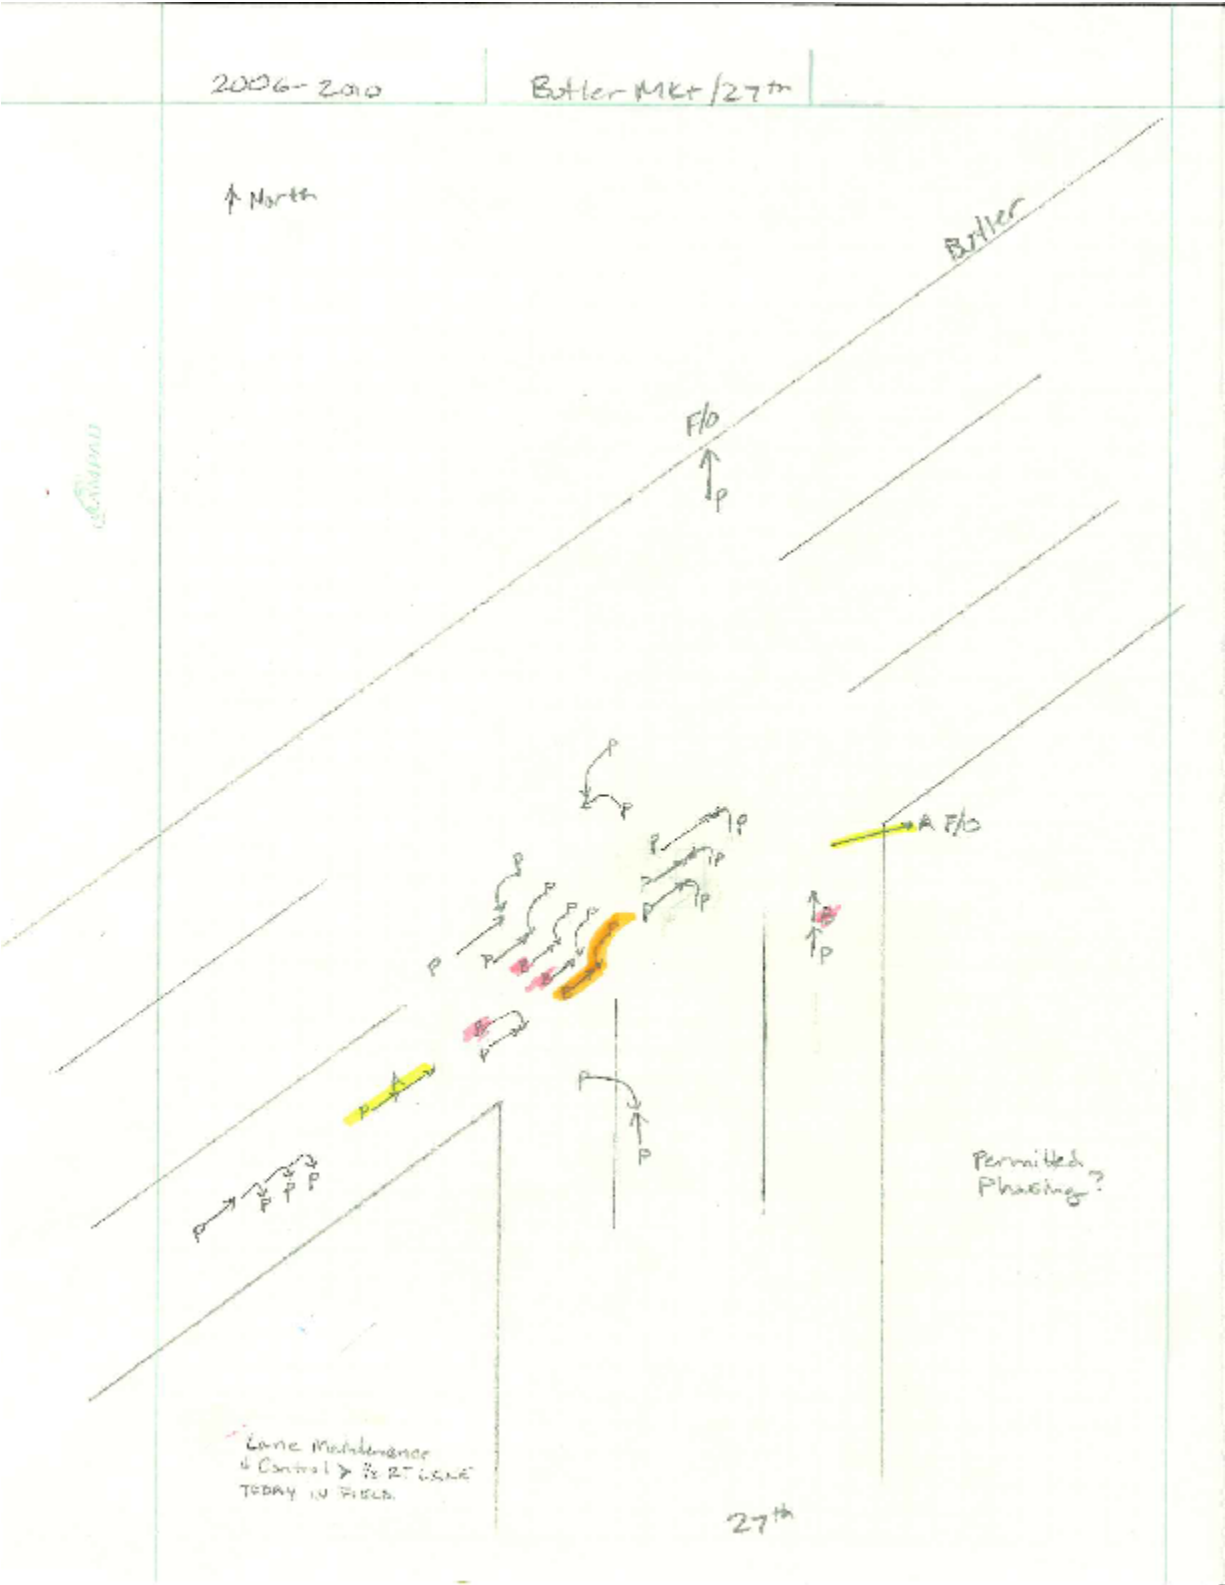 2006-2010
Butler Mkt/27th
↑ North
Butler
F/O
P
P
P
P
P
A F/O
P
P
P
P
P
P
P
P
P
P
P
B
B
B
B
P
B
P
A
P
P
P
P
P
P
P
P
Permitted
Phasing?
Lane Maintenance
+ Control > RT LANE
TODAY IN FIELD.
27th